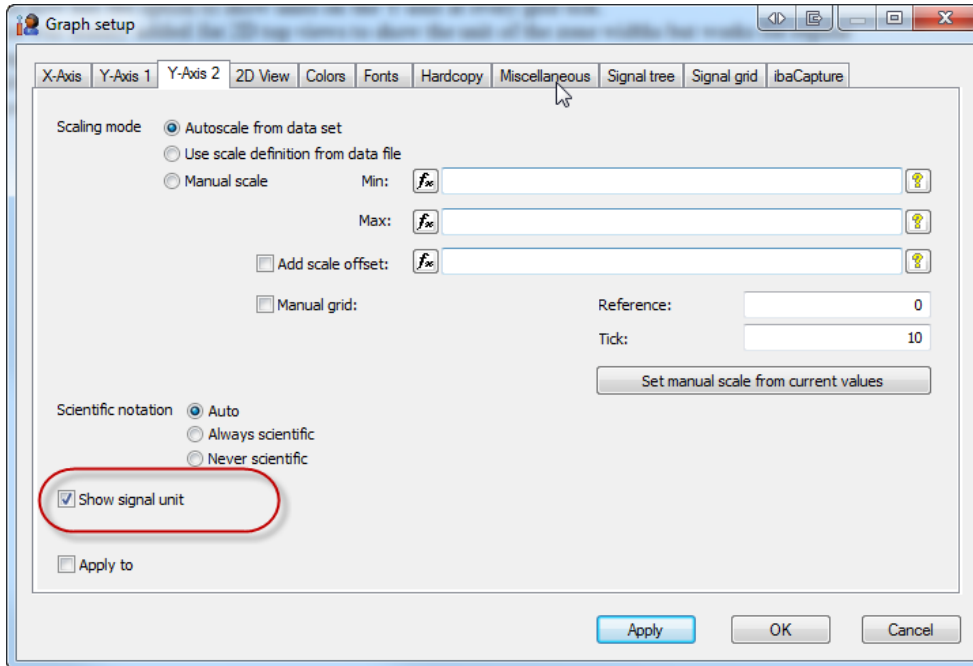 Graph setup
X-Axis Y-Axis 1 Y-Axis 2 2D View Colors Fonts Hardcopy Miscellaneous Signal tree Signal grid ibaCapture
Scaling mode Autoscale from data set
Use scale definition from data file
Manual scale Min: fx ?
Max: fx ?
Add scale offset: fx ?
Manual grid: Reference: 0
Tick: 10
Set manual scale from current values
Scientific notation Auto
Always scientific
Never scientific
Show signal unit
Apply to
Apply OK Cancel